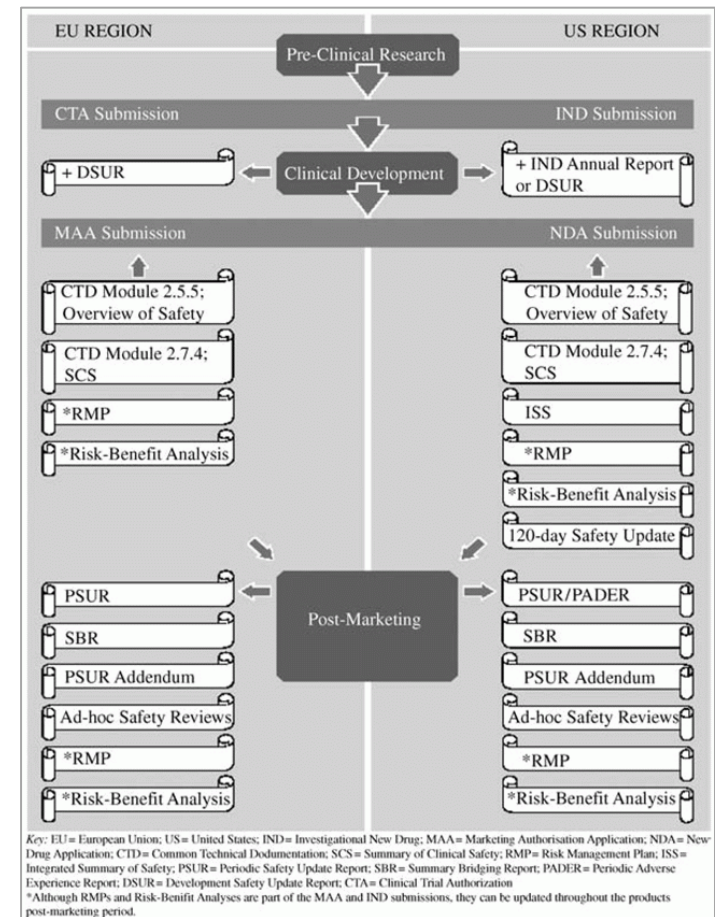 EU REGION
US REGION
Pre-Clinical Research
CTA Submission
IND Submission
+ DSUR
Clinical Development
+ IND Annual Report
or DSUR
MAA Submission
NDA Submission
CTD Module 2.5.5;
Overview of Safety
CTD Module 2.7.4;
SCS
*RMP
*Risk-Benefit Analysis
CTD Module 2.5.5;
Overview of Safety
CTD Module 2.7.4;
SCS
ISS
*RMP
*Risk-Benefit Analysis
120-day Safety Update
Post-Marketing
PSUR
SBR
PSUR Addendum
Ad-hoc Safety Reviews
*RMP
*Risk-Benefit Analysis
PSUR/PADER
SBR
PSUR Addendum
Ad-hoc Safety Reviews
*RMP
*Risk-Benefit Analysis
Key: EU= European Union; US= United States; IND= Investigational New Drug; MAA= Marketing Authorisation Application; NDA= New
Drug Application; CTD= Common Technical Dodumentation; SCS= Summary of Clinical Safety; RMP= Risk Management Plan; ISS=
Integrated Summary of Safety; PSUR= Periodic Safety Update Report; SBR= Summary Bridging Report; PADER= Periodic Adverse
Experience Report; DSUR= Development Safety Update Report; CTA= Clinical Trial Authorization
*Although RMPs and Risk-Benifit Analyses are part of the MAA and IND submissions, they can be updated throughout the products
post-marketing period.